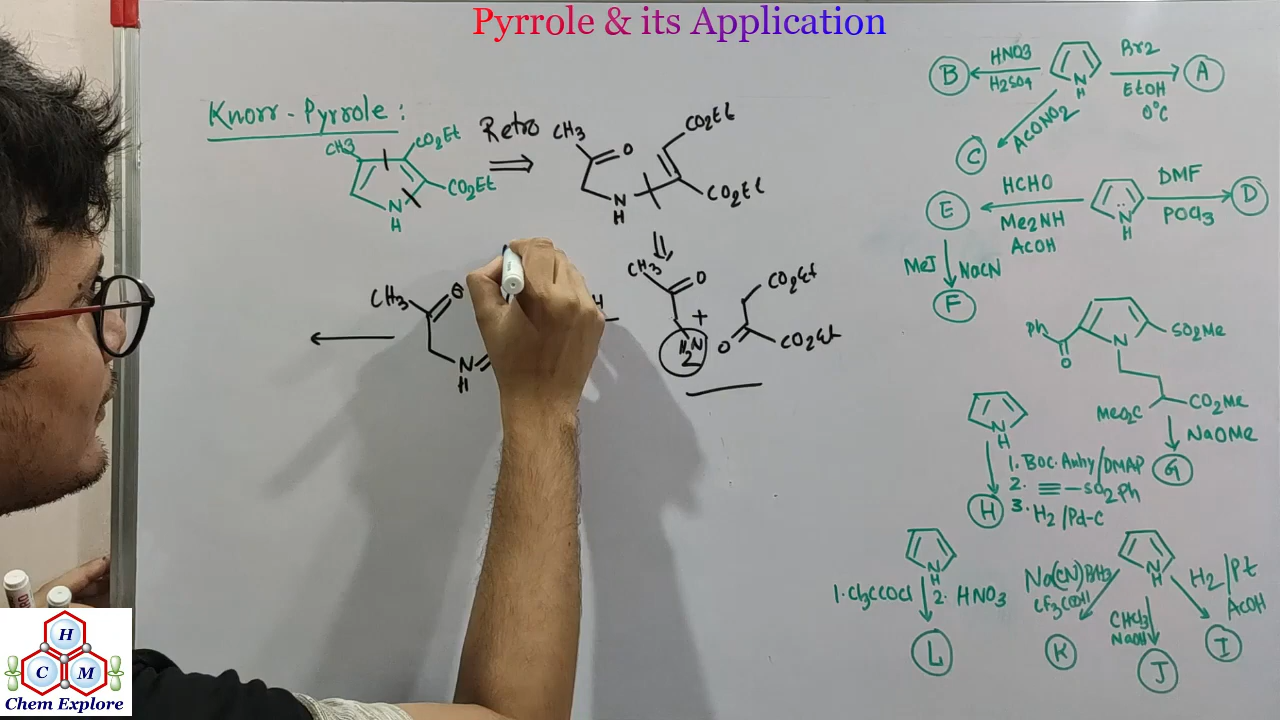 Pyrrole & its Application
Knorr-Pyrrole:
CH3
CO2Et
CO2Et
N
H
Retro
CH3
O
CO2Et
CO2Et
N
H
CH3
O
H2N
+
CO2Et
O
CO2Et
CH3
N
H
H
B
HNO3
H2SO4
N
H
Br2
EtOH
0°C
A
AcONO2
C
E
HCHO
Me2NH
AcOH
N
H
DMF
POCl3
D
MeI
NaCN
F
Ph
O
N
SO2Me
MeO2C
CO2Me
NaOMe
G
N
H
1. Boc. Anhy/DMAP
2. ≡-SO2Ph
3. H2/Pd-C
H
N
H
1. Cl3CCOCl
2. HNO3
L
N
H
Na(CN)BH3
CF3COOH
K
CHCl3/
NaOH
J
H2/Pt
AcOH
I
H
C
M
Chem Explore